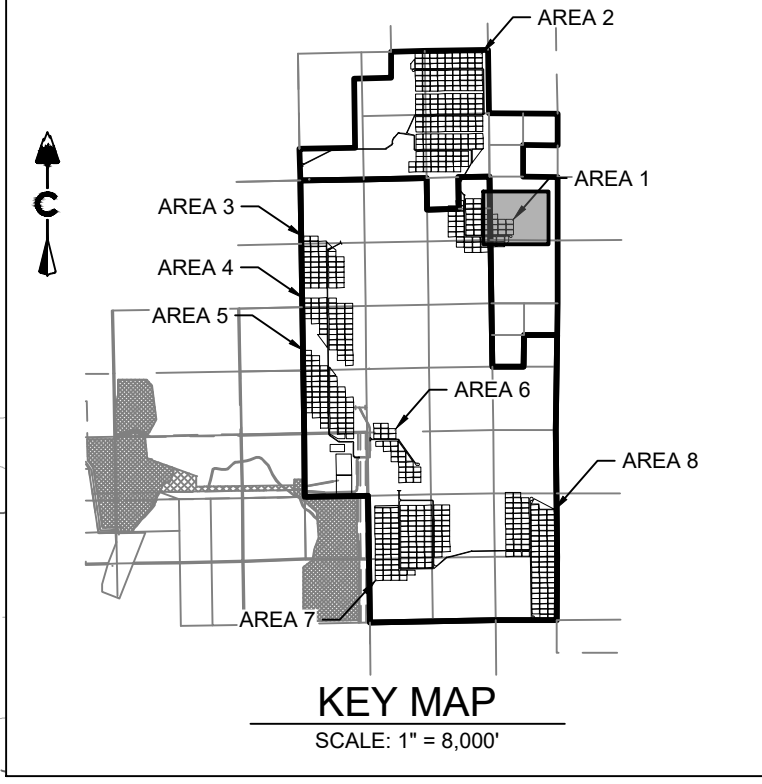 AREA 2
AREA 1
AREA 3
AREA 4
AREA 5
AREA 6
AREA 8
AREA 7
KEY MAP
SCALE: 1" = 8,000'